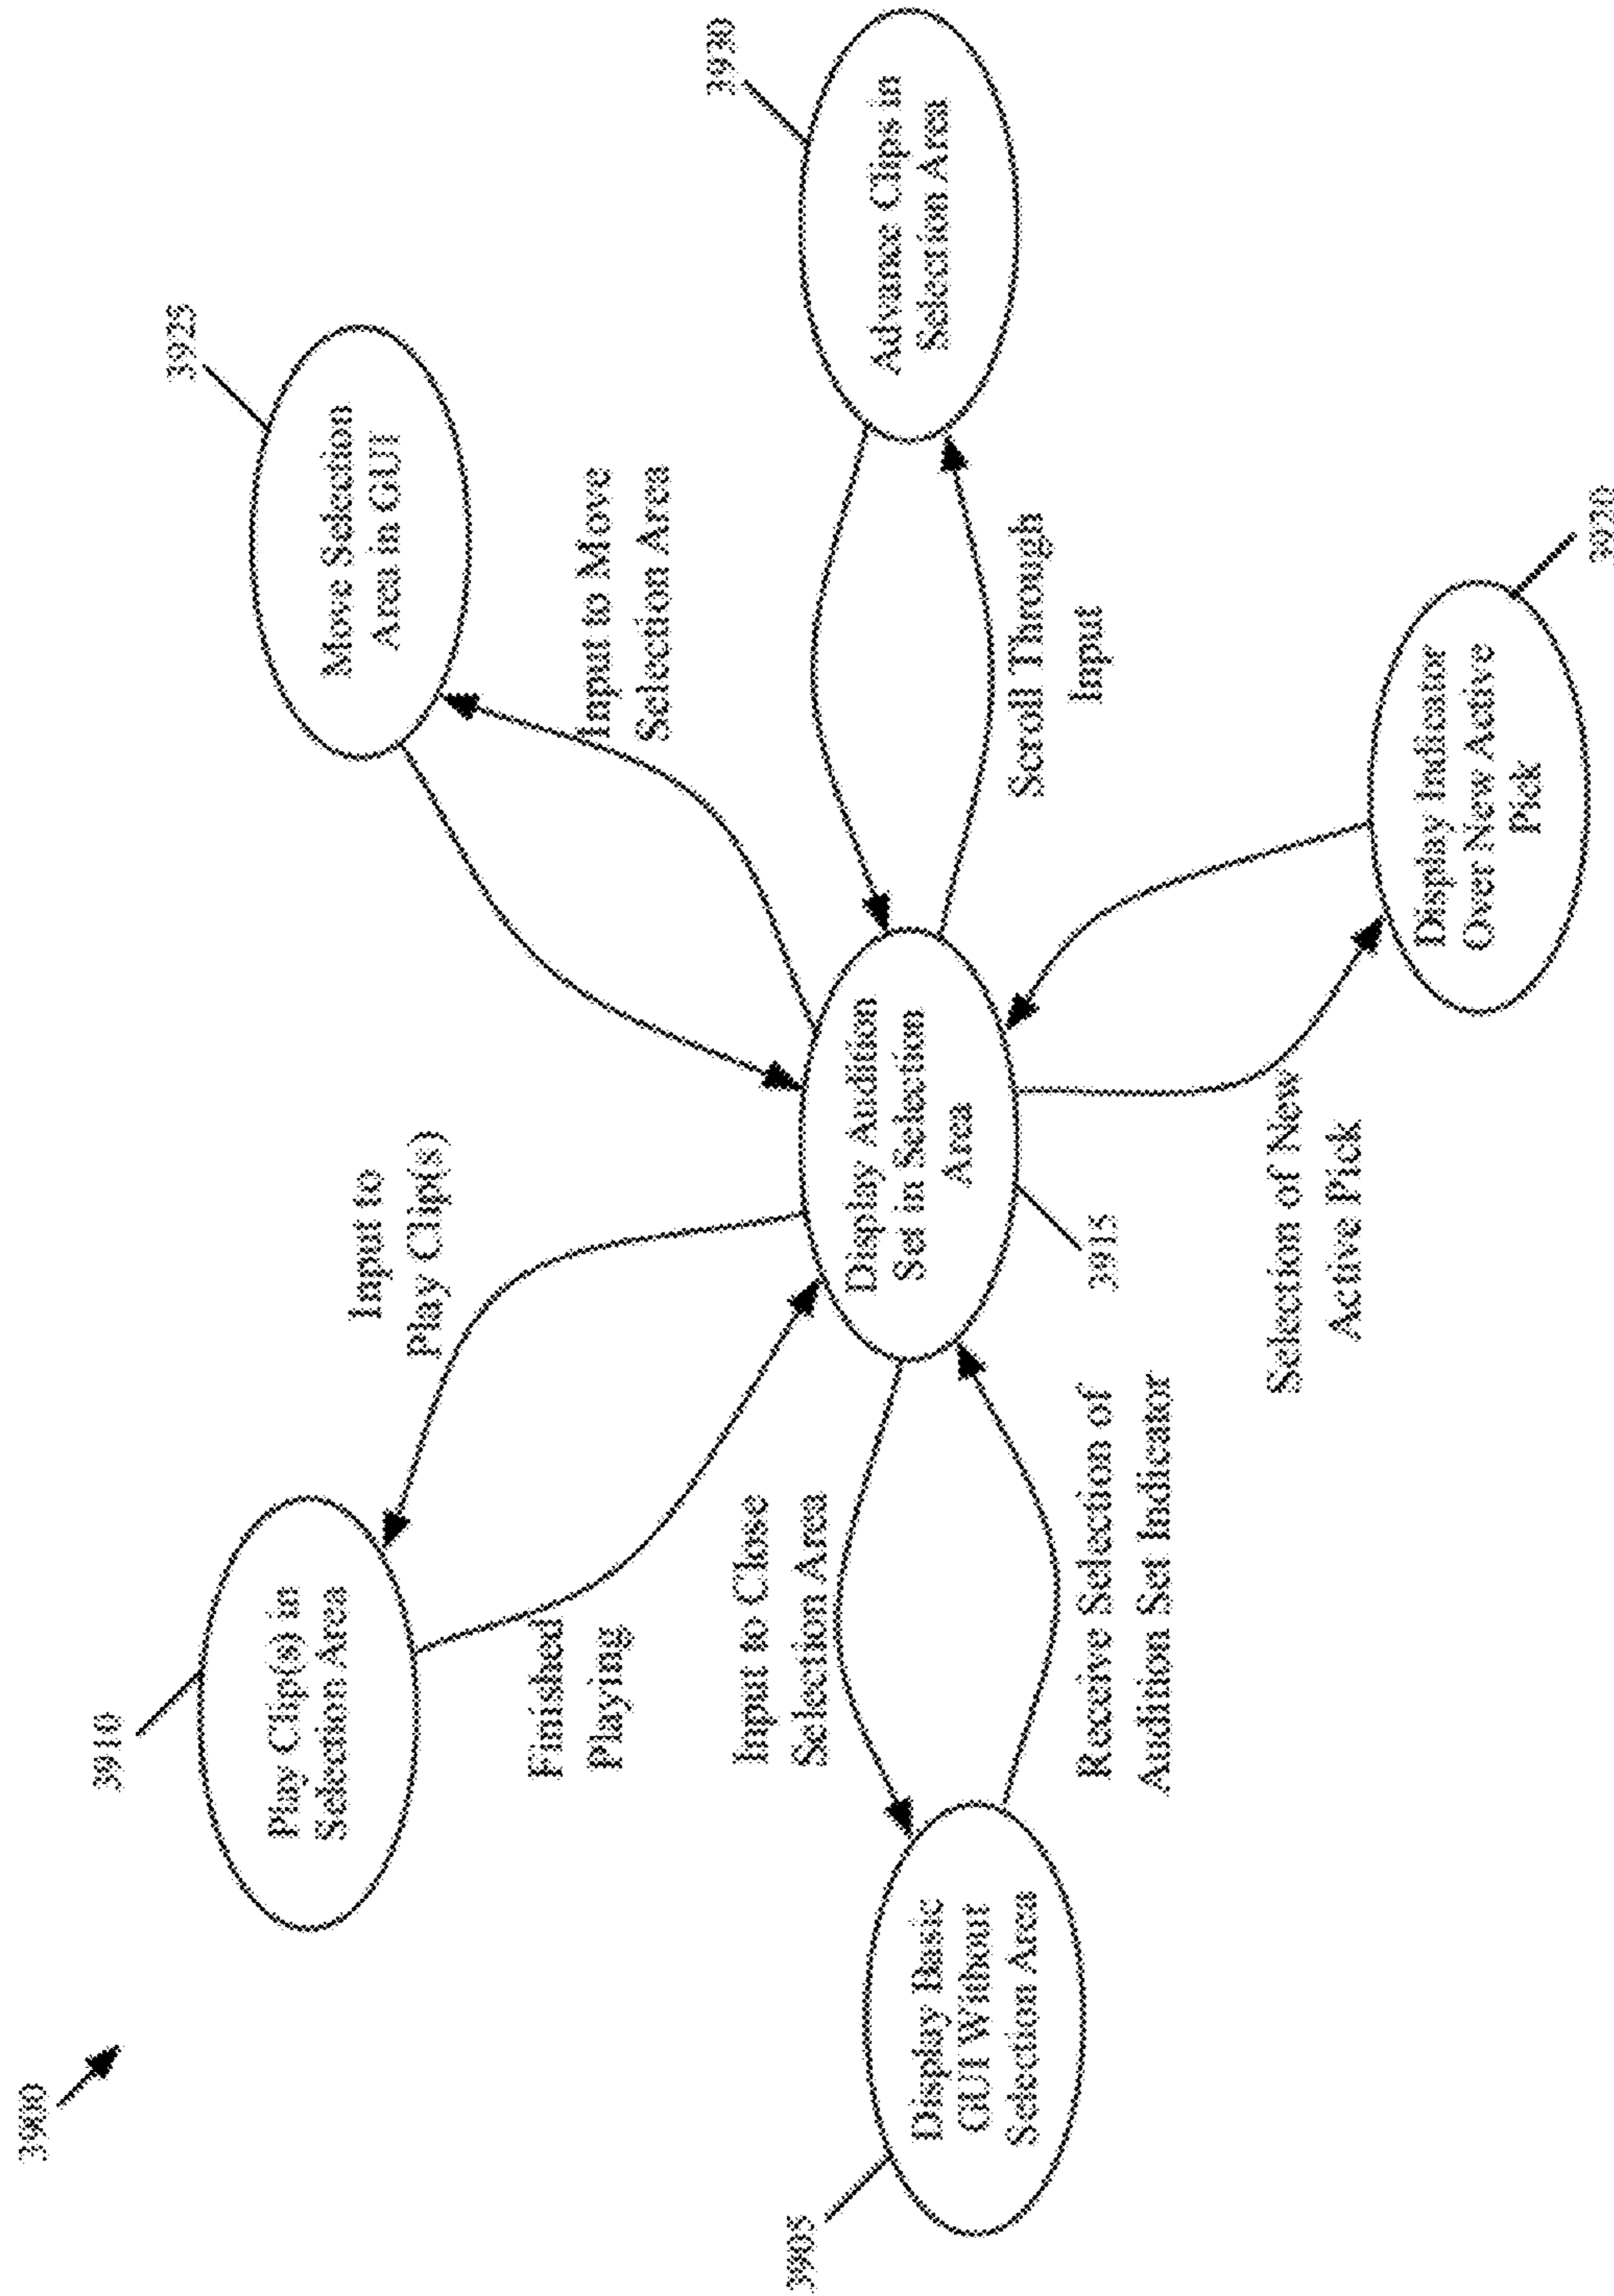 3900
3910
Play Clip(s) in
Selection Area
Input to
Play Clip(s)
Finished
Playing
3925
Move Selection
Area in GUI
Input to Move
Selection Area
3905
Display Basic
GUI Without
Selection Area
Input to Close
Selection Area
Receive Selection of
Audition Set Indicator
Display Audition
Set in Selection
Area
3915
3930
Advance Clips in
Selection Area
Scroll Through
Input
Selection of New
Active Pick
Display Indicator
Over New Active
Pick
3920